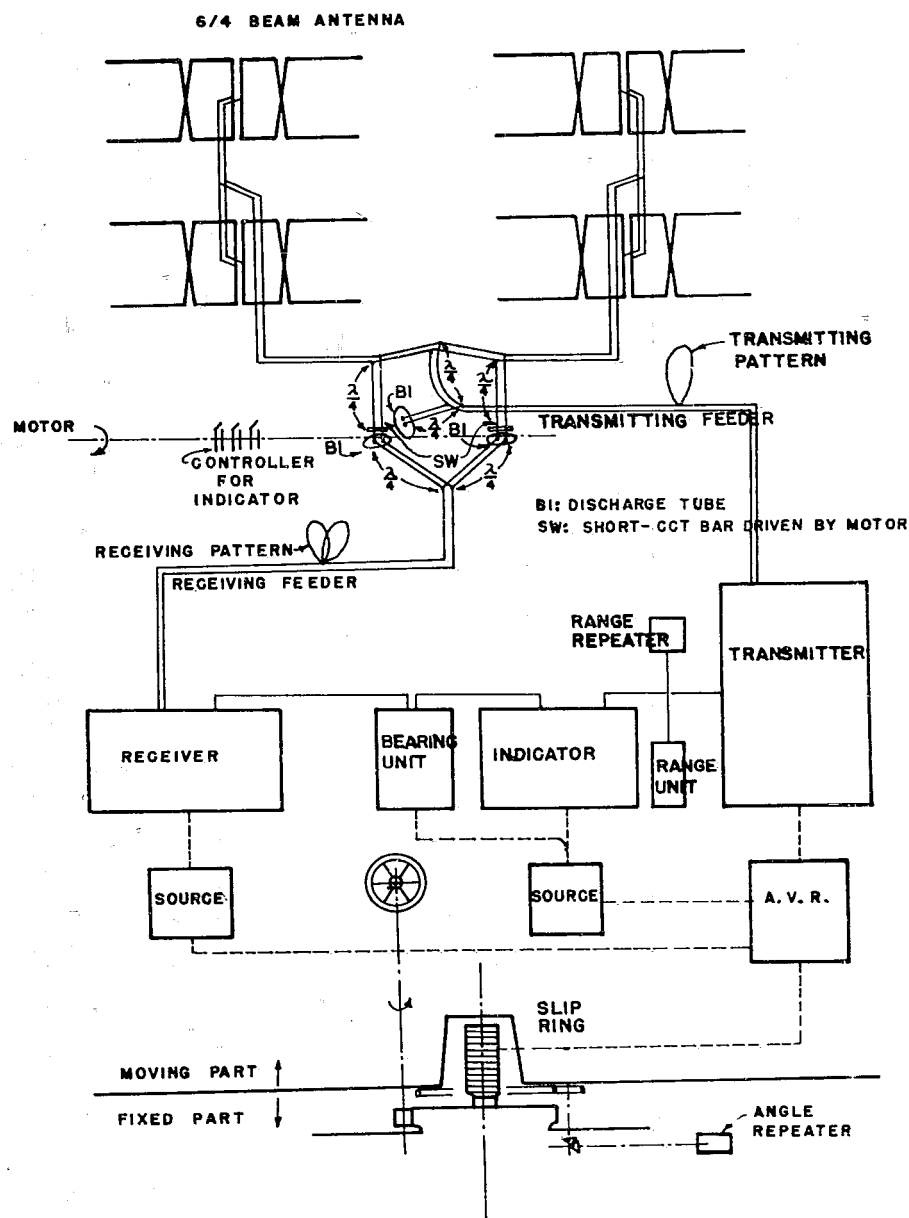 6/4 BEAM ANTENNA
TRANSMITTING
PATTERN
λ/4
λ/4
λ/4
BI
λ/4
BI
TRANSMITTING FEEDER
MOTOR
BI
SW
CONTROLLER
FOR
INDICATOR
λ/4
λ/4
BI: DISCHARGE TUBE
SW: SHORT-CCT BAR DRIVEN BY MOTOR
RECEIVING PATTERN
RECEIVING FEEDER
RANGE
REPEATER
TRANSMITTER
RECEIVER
BEARING
UNIT
INDICATOR
RANGE
UNIT
SOURCE
SOURCE
A.V.R.
SLIP
RING
MOVING PART
FIXED PART
ANGLE
REPEATER